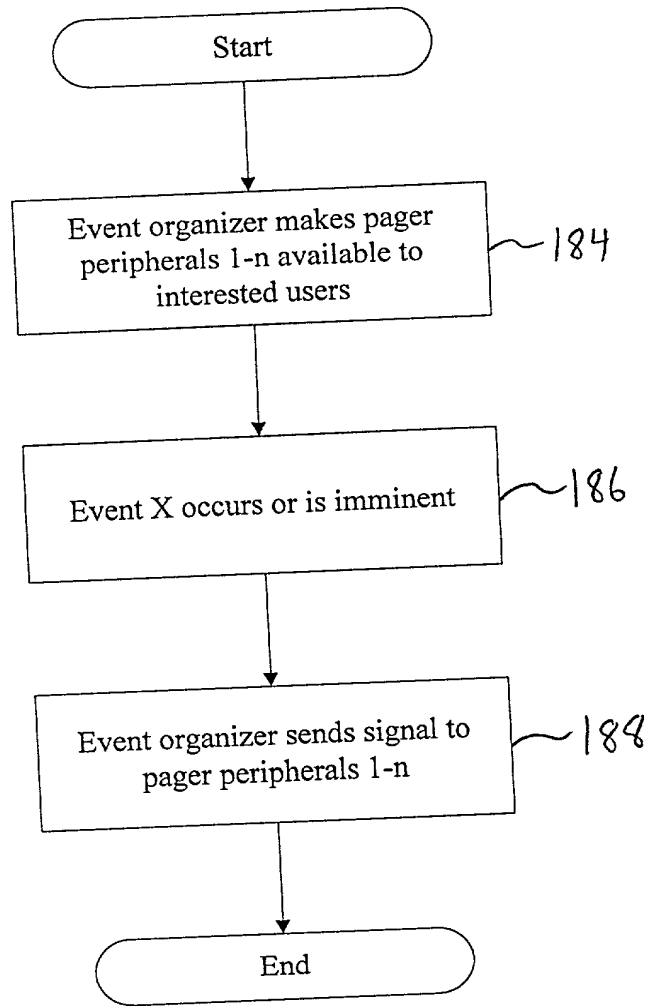 Start
Event organizer makes pager
peripherals 1-n available to
interested users
184
Event X occurs or is imminent
186
Event organizer sends signal to
pager peripherals 1-n
188
End